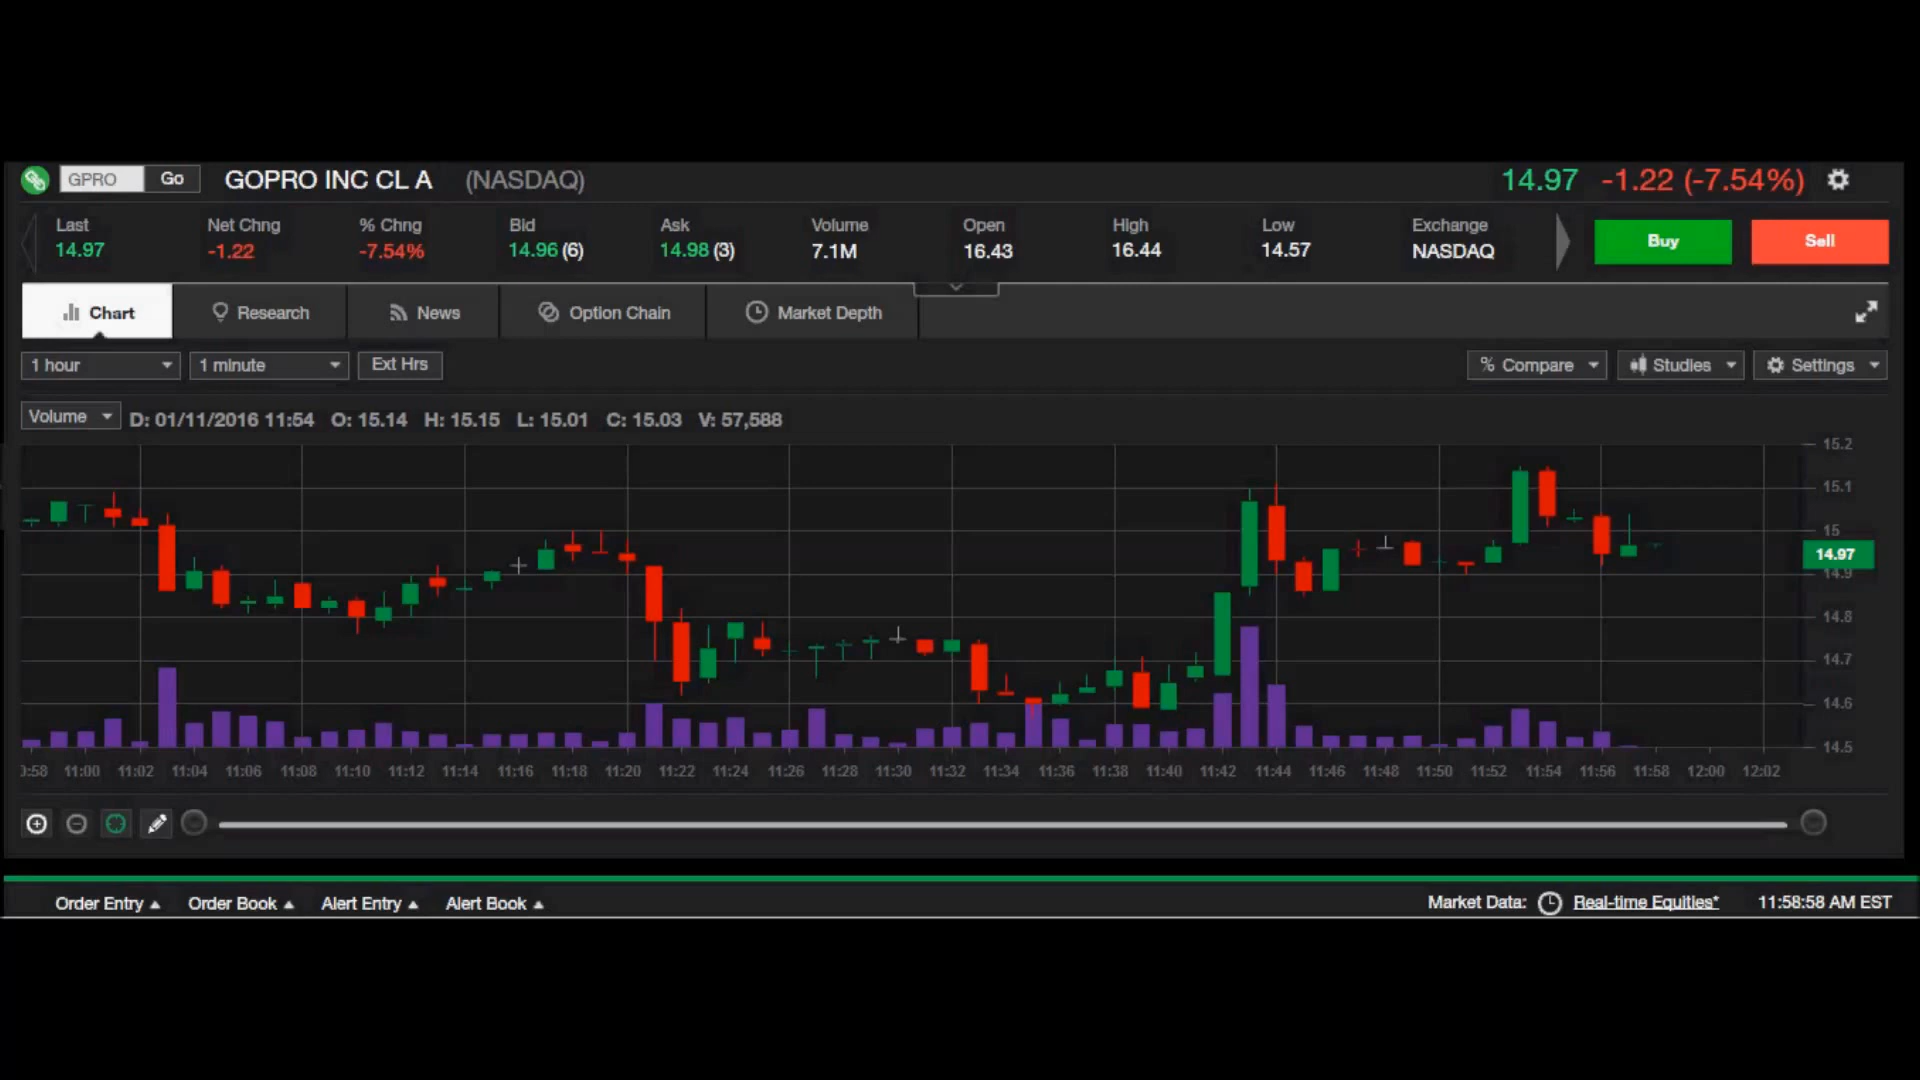 GPRO Go GOPRO INC CL A (NASDAQ) 14.97 -1.22 (-7.54%)
Last Net Chng % Chng Bid Ask Volume Open High Low Exchange
14.97 -1.22 -7.54% 14.96 (6) 14.98 (3) 7.1M 16.43 16.44 14.57 NASDAQ Buy Sell
Chart Research News Option Chain Market Depth
1 hour 1 minute Ext Hrs % Compare Studies Settings
Volume D: 01/11/2016 11:54 O: 15.14 H: 15.15 L: 15.01 C: 15.03 V: 57,588
15.2
15.1
15
14.97
14.9
14.8
14.7
14.6
14.5
):58 11:00 11:02 11:04 11:06 11:08 11:10 11:12 11:14 11:16 11:18 11:20 11:22 11:24 11:26 11:28 11:30 11:32 11:34 11:36 11:38 11:40 11:42 11:44 11:46 11:48 11:50 11:52 11:54 11:56 11:58 12:00 12:02
Order Entry Order Book Alert Entry Alert Book Market Data: Real-time Equities* 11:58:58 AM EST